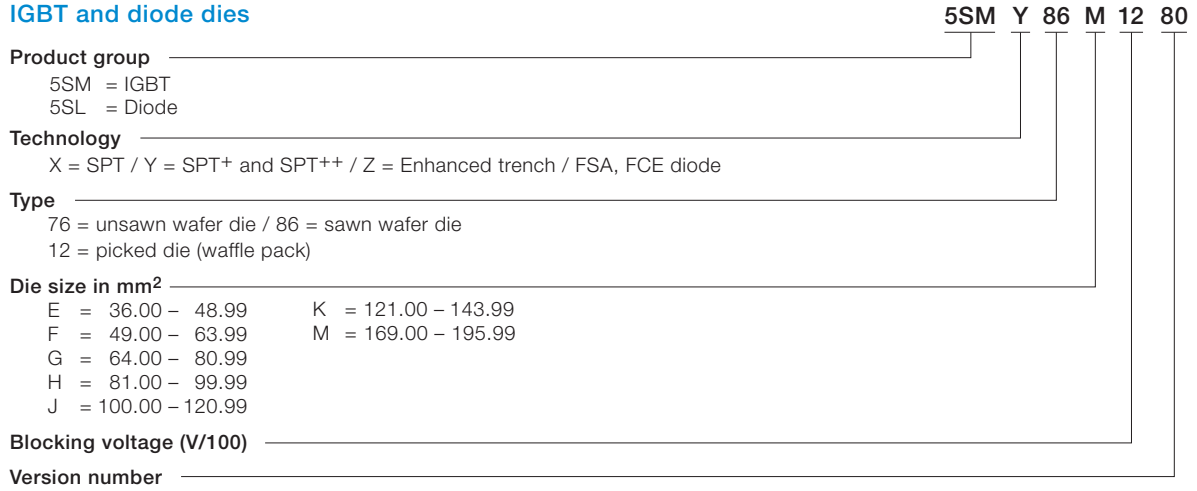 IGBT and diode dies
5SM Y 86 M 12 80
Product group
5SM = IGBT
5SL = Diode
Technology
X = SPT / Y = SPT+ and SPT++ / Z = Enhanced trench / FSA, FCE diode
Type
76 = unsawn wafer die / 86 = sawn wafer die
12 = picked die (waffle pack)
Die size in mm2
E = 36.00 – 48.99 K = 121.00 – 143.99
F = 49.00 – 63.99 M = 169.00 – 195.99
G = 64.00 – 80.99
H = 81.00 – 99.99
J = 100.00 – 120.99
Blocking voltage (V/100)
Version number